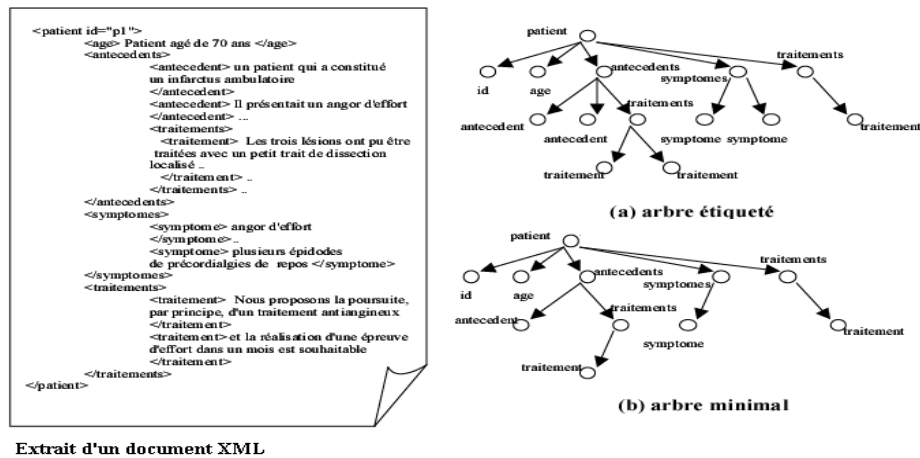 <patient id="p1">
<age> Patient agé de 70 ans </age>
<antecedents>
<antecedent> un patient qui a constitué
un infarctus ambulatoire
</antecedent>
<antecedent> Il présentait un angor d'effort
</antecedent> ...
<traitements>
<traitement> Les trois lésions ont pu être
traitées avec un petit trait de dissection
localisé ..
</traitement> ..
</traitements> ..
</antecedents>
<symptomes>
<symptome> angor d'effort
</symptome>..
<symptome> plusieurs épidodes
de précordialgies de repos </symptome>
</symptomes>
<traitements>
<traitement> Nous proposons la poursuite,
par principe, d'un traitement antiangineux
</traitement>
<traitement>et la réalisation d'une épreuve
d'effort dans un mois est souhaitable
</traitement>
</traitements>
</patient>
Extrait d'un document XML
patient
traitements
antecedents
symptomes
id
age
traitements
antecedent
antecedent
symptome symptome
traitement
traitement
traitement
(a) arbre étiqueté
patient
traitements
antecedents
symptomes
id
age
traitements
antecedent
symptome
traitement
traitement
(b) arbre minimal